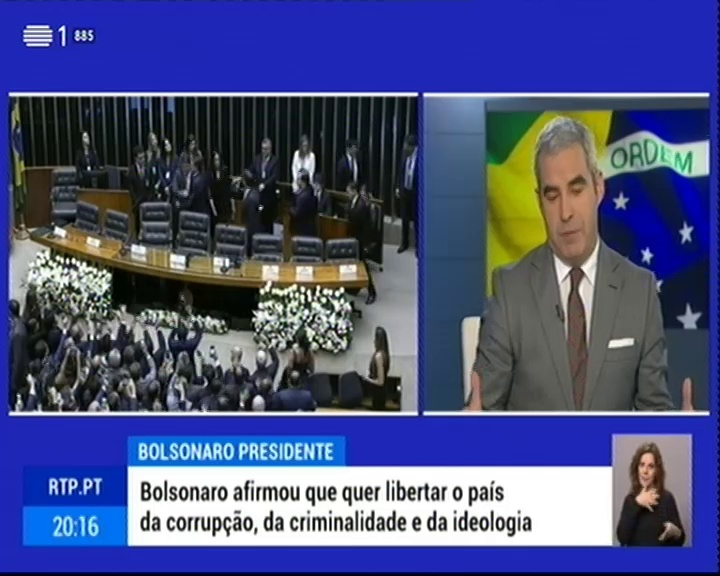 1 885
ORDEM
BOLSONARO PRESIDENTE
RTP.PT
Bolsonaro afirmou que quer libertar o país
20:16
da corrupção, da criminalidade e da ideologia